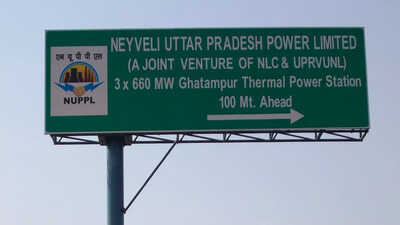 एन यू पी पी एल
NUPPL
NEYVELI UTTAR PRADESH POWER LIMITED
(A JOINT VENTURE OF NLC & UPRVUNL)
3 x 660 MW Ghatampur Thermal Power Station
100 Mt. Ahead